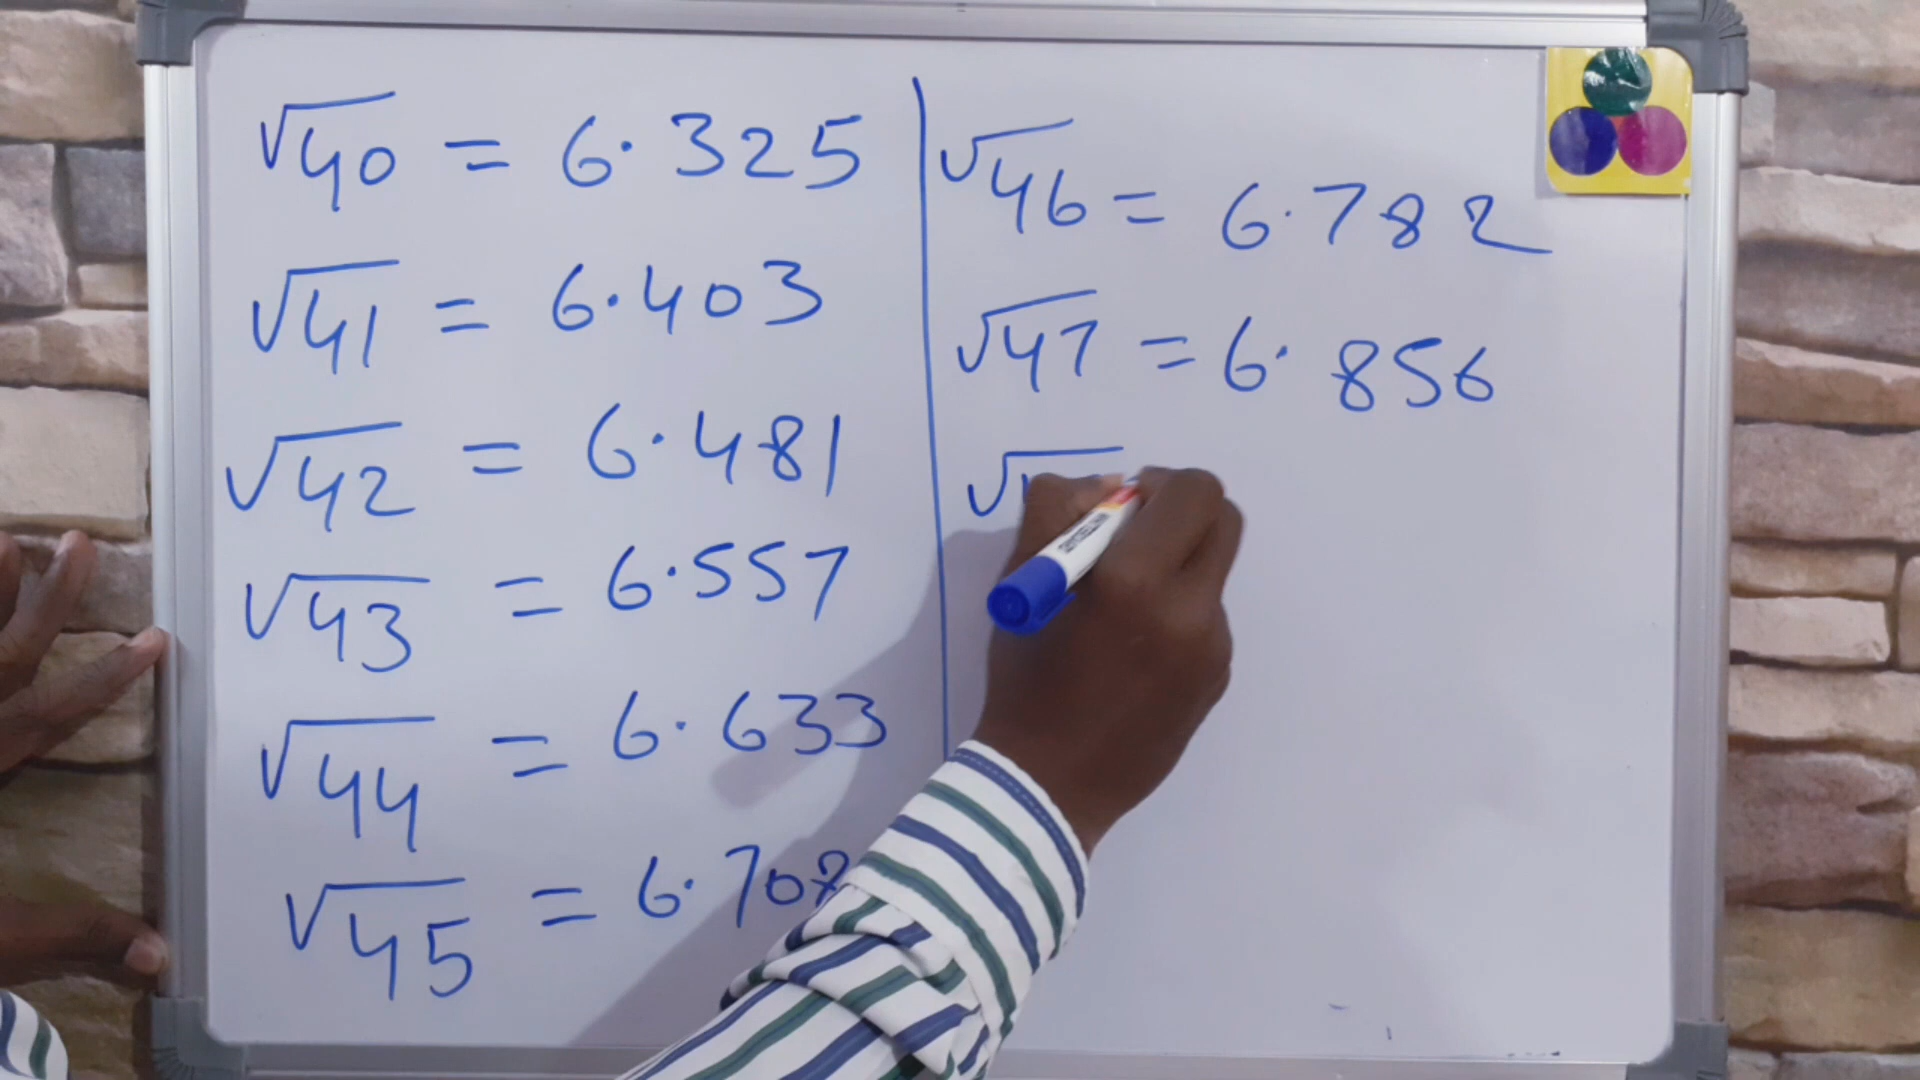 √40 = 6.325
√41 = 6.403
√42 = 6.481
√43 = 6.557
√44 = 6.633
√45 = 6.708
√46 = 6.782
√47 = 6.856
√